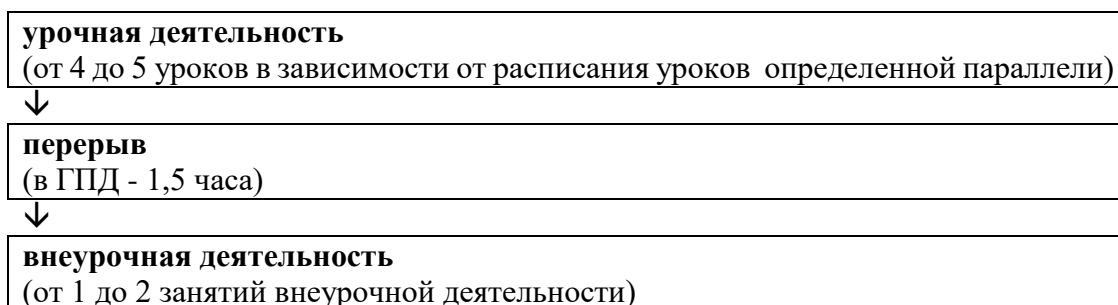 урочная деятельность
(от 4 до 5 уроков в зависимости от расписания уроков  определенной параллели)
↓
перерыв
(в ГПД - 1,5 часа)
↓
внеурочная деятельность
(от 1 до 2 занятий внеурочной деятельности)